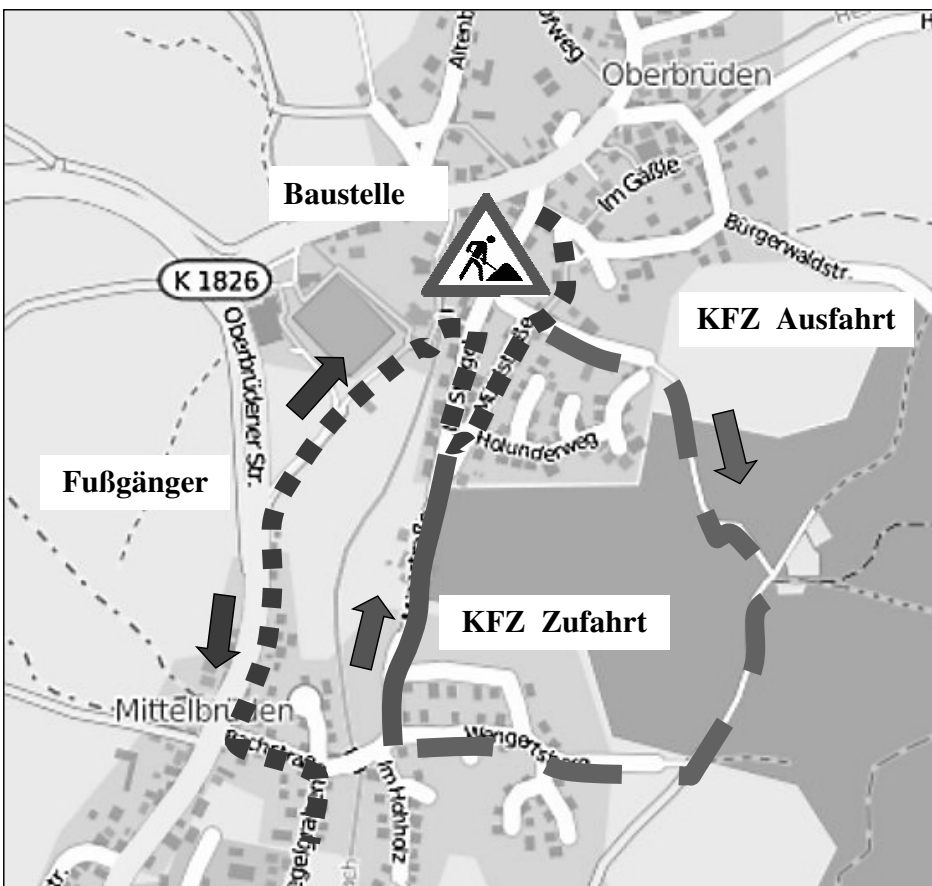 Oberbrüden
Im Gäßle
Baustelle
Bürgerwaldstr.
K 1826
KFZ Ausfahrt
Oberbrüdener Str.
Holunderweg
Fußgänger
KFZ Zufahrt
Mittelbrüden
Im Hohholz